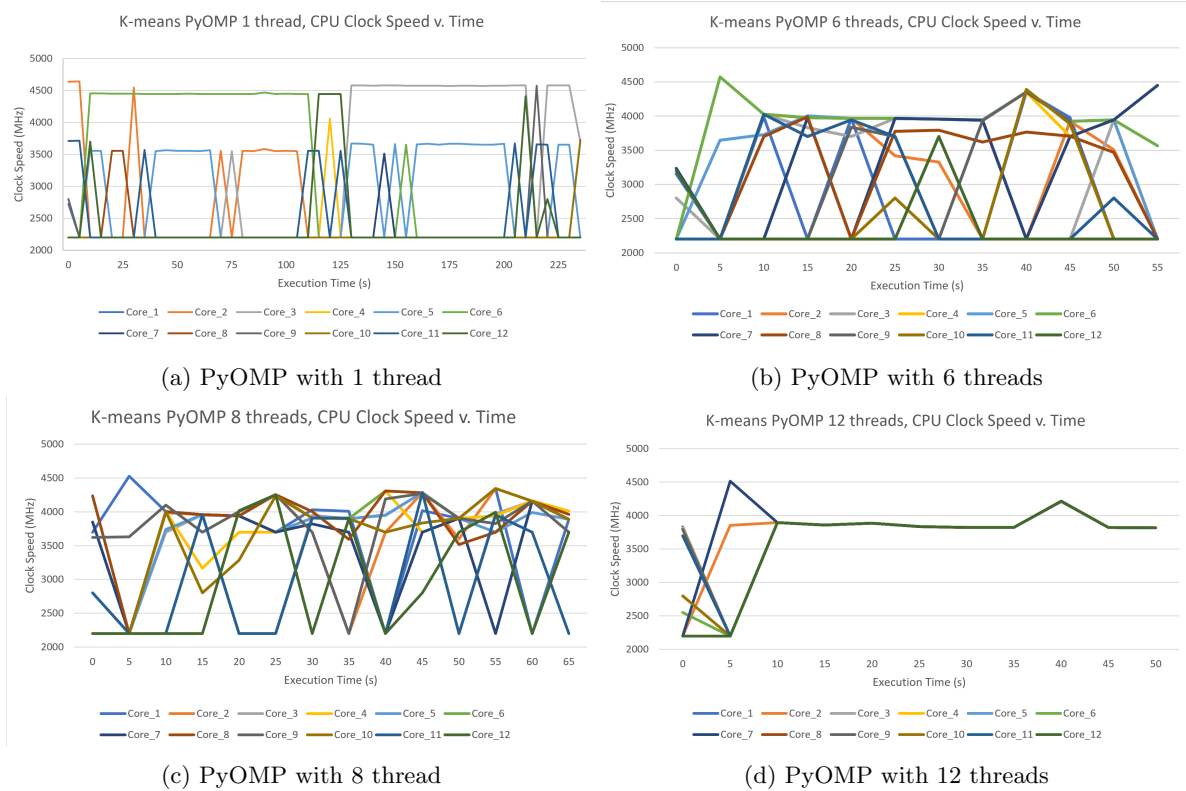 K-means PyOMP 1 thread, CPU Clock Speed v. Time
Clock Speed (MHz)
5000
4500
4000
3500
3000
2500
2000
0 25 50 75 100 125 150 175 200 225
Execution Time (s)
Core_1 Core_2 Core_3 Core_4 Core_5 Core_6
Core_7 Core_8 Core_9 Core_10 Core_11 Core_12
(a) PyOMP with 1 thread
K-means PyOMP 6 threads, CPU Clock Speed v. Time
Clock Speed (MHz)
5000
4500
4000
3500
3000
2500
2000
0 5 10 15 20 25 30 35 40 45 50 55
Execution Time (s)
Core_1 Core_2 Core_3 Core_4 Core_5 Core_6
Core_7 Core_8 Core_9 Core_10 Core_11 Core_12
(b) PyOMP with 6 threads
K-means PyOMP 8 threads, CPU Clock Speed v. Time
Clock Speed (MHz)
5000
4500
4000
3500
3000
2500
2000
0 5 10 15 20 25 30 35 40 45 50 55 60 65
Execution Time (s)
Core_1 Core_2 Core_3 Core_4 Core_5 Core_6
Core_7 Core_8 Core_9 Core_10 Core_11 Core_12
(c) PyOMP with 8 thread
K-means PyOMP 12 threads, CPU Clock Speed v. Time
Clock Speed (MHz)
5000
4500
4000
3500
3000
2500
2000
0 5 10 15 20 25 30 35 40 45 50
Execution Time (s)
Core_1 Core_2 Core_3 Core_4 Core_5 Core_6
Core_7 Core_8 Core_9 Core_10 Core_11 Core_12
(d) PyOMP with 12 threads